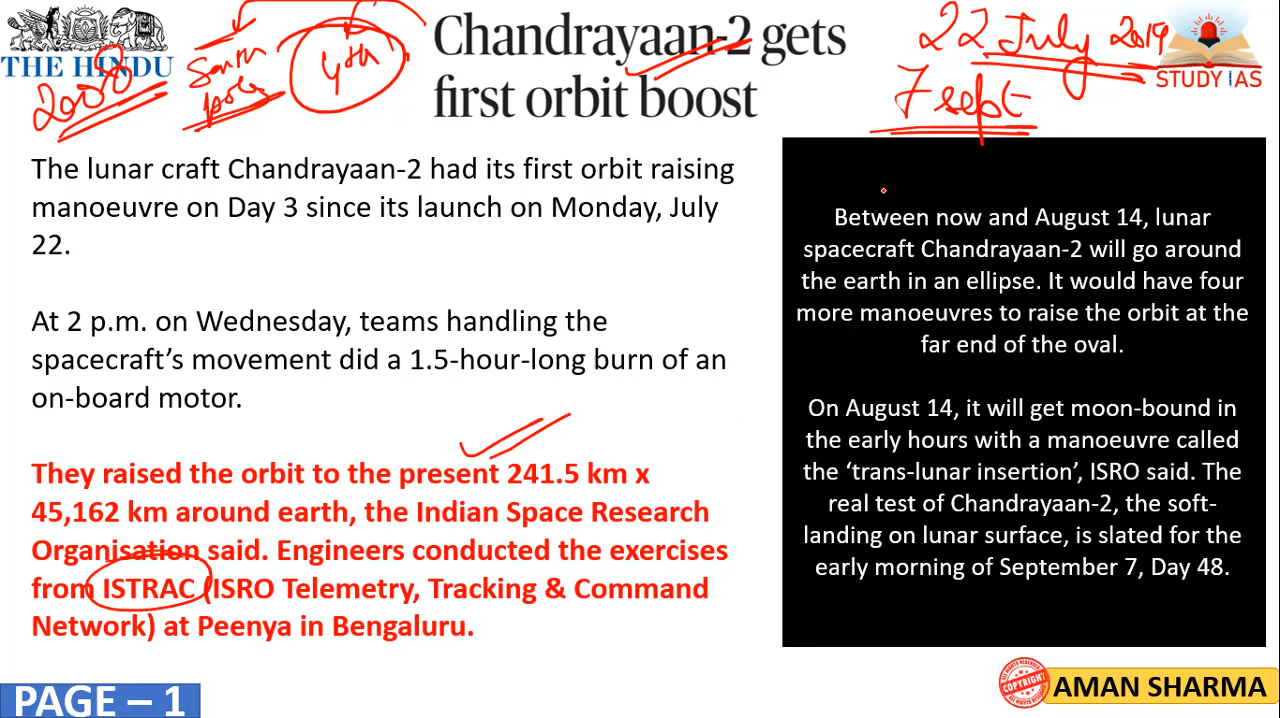 THE HINDU
2008
South
pole
4th
Chandrayaan-2 gets
first orbit boost
22 July 2019
7 sept
STUDY IAS
The lunar craft Chandrayaan-2 had its first orbit raising
manoeuvre on Day 3 since its launch on Monday, July
22.
At 2 p.m. on Wednesday, teams handling the
spacecraft's movement did a 1.5-hour-long burn of an
on-board motor.
They raised the orbit to the present 241.5 km x
45,162 km around earth, the Indian Space Research
Organisation said. Engineers conducted the exercises
from ISTRAC (ISRO Telemetry, Tracking & Command
Network) at Peenya in Bengaluru.
Between now and August 14, lunar
spacecraft Chandrayaan-2 will go around
the earth in an ellipse. It would have four
more manoeuvres to raise the orbit at the
far end of the oval.
On August 14, it will get moon-bound in
the early hours with a manoeuvre called
the ‘trans-lunar insertion’, ISRO said. The
real test of Chandrayaan-2, the soft-
landing on lunar surface, is slated for the
early morning of September 7, Day 48.
PAGE – 1
COPYRIGHT
AMAN SHARMA